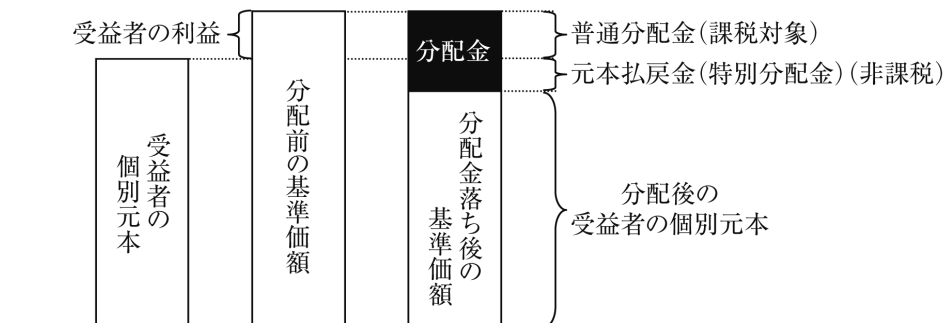 受益者の利益
受益者の
個別元本
分配前の基準価額
分配金
分配金落ち後の
基準価額
普通分配金(課税対象)
元本払戻金(特別分配金)(非課税)
分配後の
受益者の個別元本